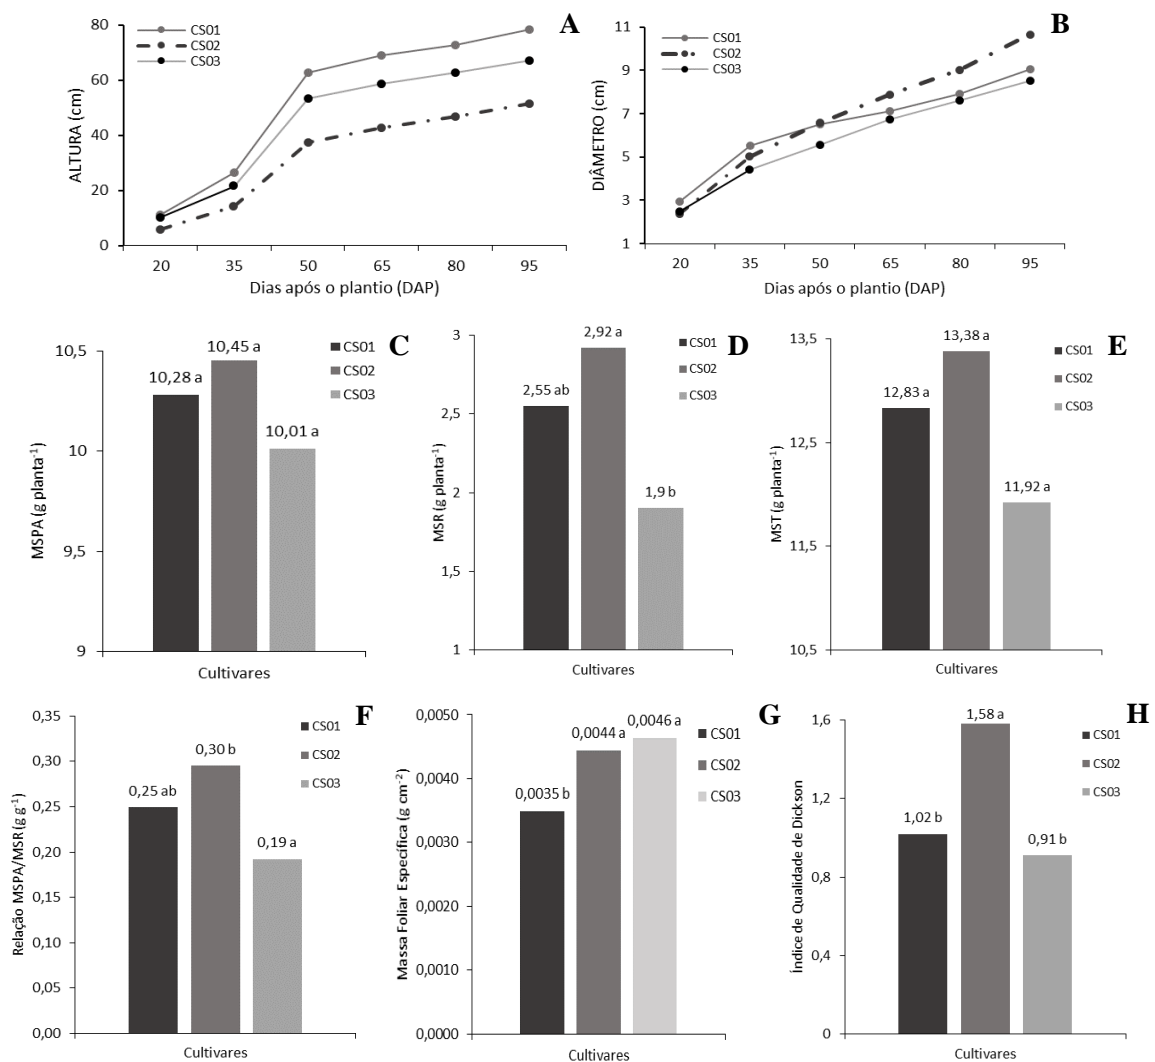 A
CS01
CS02
CS03
ALTURA (cm)
80
60
40
20
0
20 35 50 65 80 95
Dias após o plantio (DAP)
B
CS01
CS02
CS03
DIÂMETRO (cm)
11
9
7
5
3
1
20 35 50 65 80 95
Dias após o plantio (DAP)
C
CS01
CS02
CS03
MSPA (g planta⁻¹)
10,5
10
9,5
9
10,28 a
10,45 a
10,01 a
Cultivares
D
CS01
CS02
CS03
MSR (g planta⁻¹)
3
2,5
2
1,5
1
2,55 ab
2,92 a
1,9 b
Cultivares
E
CS01
CS02
CS03
MST (g planta⁻¹)
13,5
12,5
11,5
10,5
12,83 a
13,38 a
11,92 a
Cultivares
F
CS01
CS02
CS03
Relação MSPA/MSR (g g⁻¹)
0,35
0,30
0,25
0,20
0,15
0,10
0,05
0,00
0,25 ab
0,30 b
0,19 a
Cultivares
G
CS01
CS02
CS03
Massa Foliar Específica (g cm⁻²)
0,0050
0,0040
0,0030
0,0020
0,0010
0,0000
0,0035 b
0,0044 a
0,0046 a
Cultivares
H
CS01
CS02
CS03
Índice de Qualidade de Dickson
1,6
1,2
0,8
0,4
0
1,02 b
1,58 a
0,91 b
Cultivares